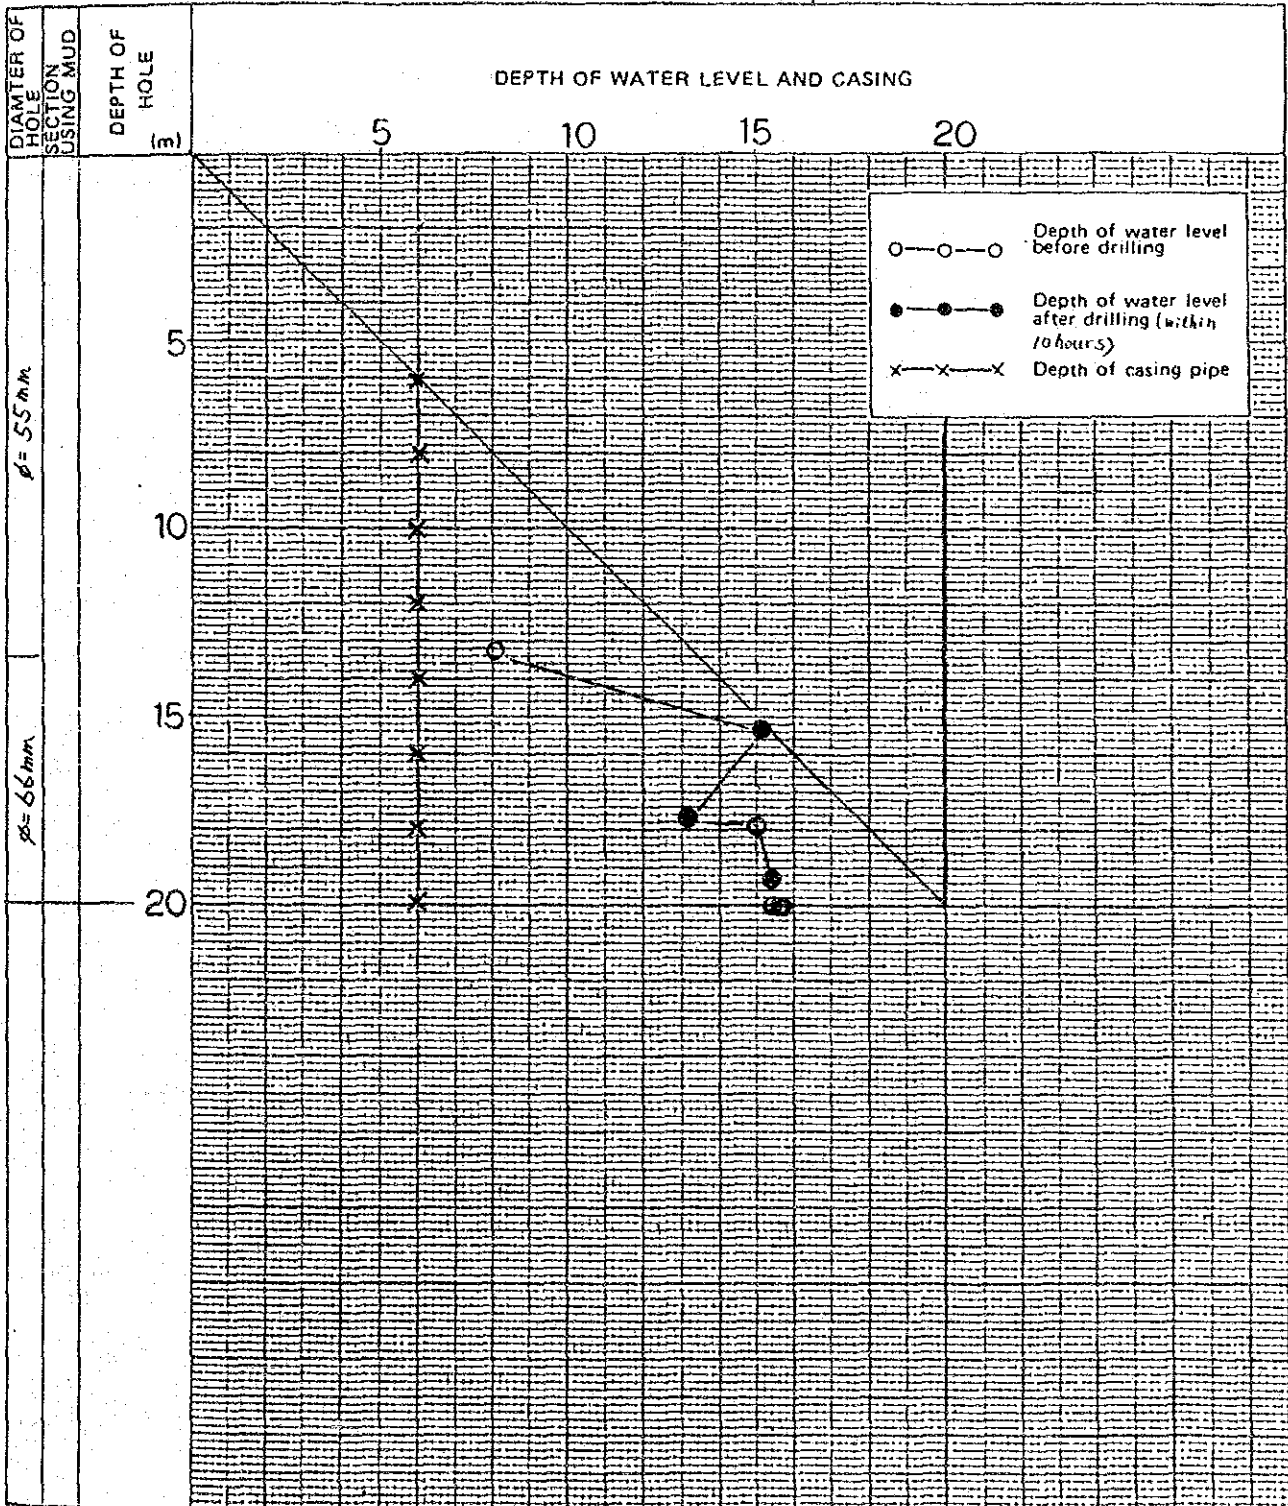 DIAMTER OF
HOLE
SECTION
USING MUD
DEPTH OF
HOLE
(m)
DEPTH OF WATER LEVEL AND CASING
5
10
15
20
Depth of water level
before drilling
Depth of water level
after drilling (within
10 hours)
Depth of casing pipe
5
10
15
20
ø= 55mm
ø= 66mm